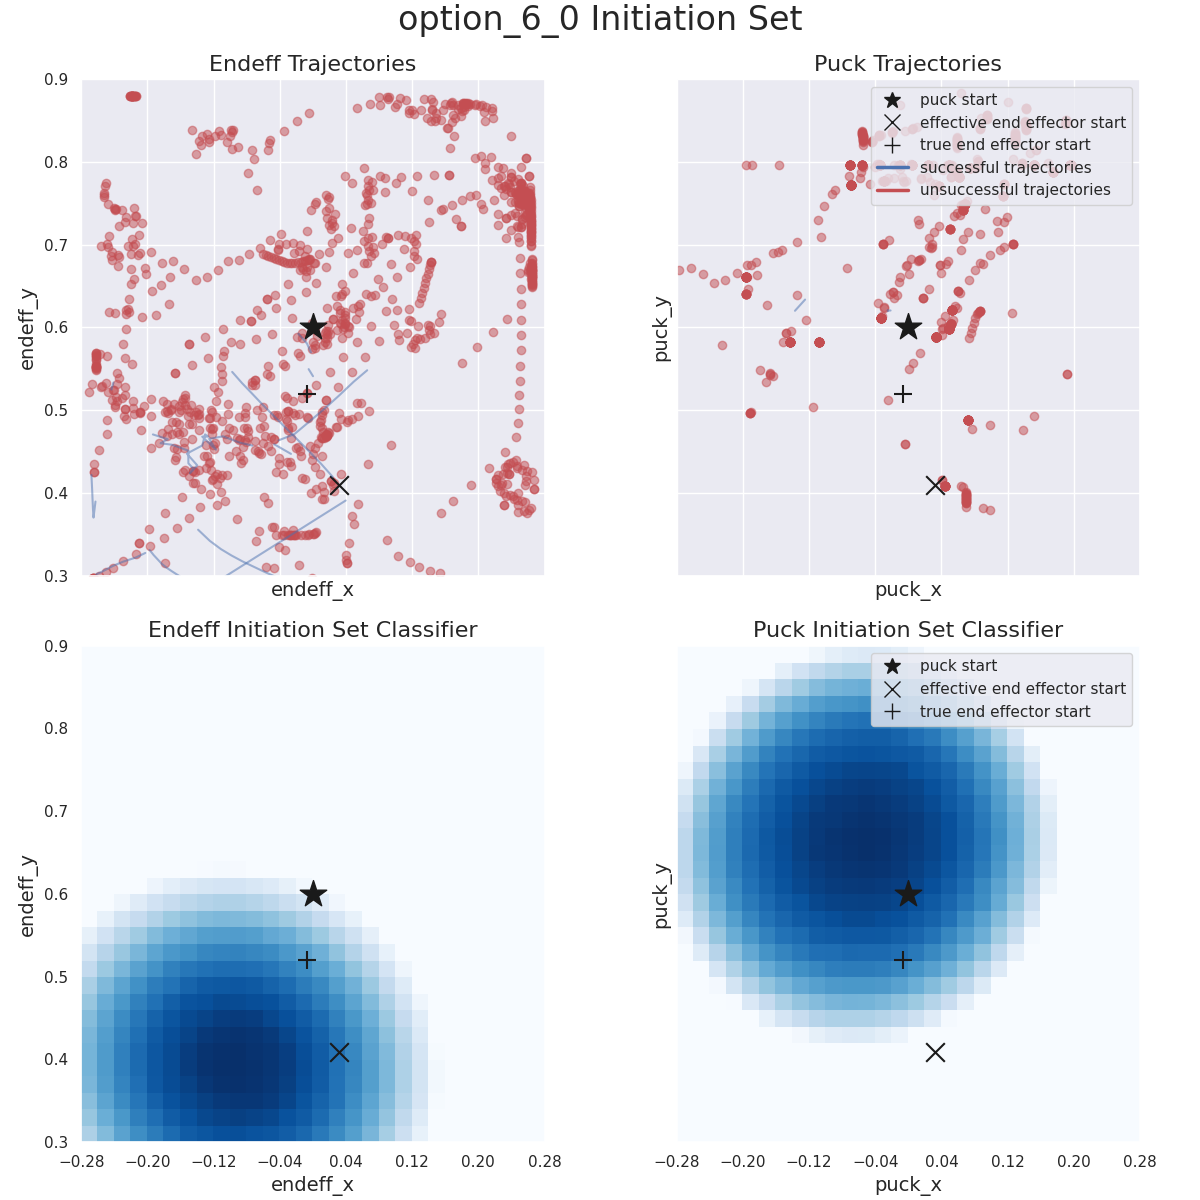 option_6_0 Initiation Set
Endeff Trajectories
0.9
0.8
0.7
0.6
0.5
0.4
0.3
endeff_y
endeff_x
Puck Trajectories
puck start
effective end effector start
true end effector start
successful trajectories
unsuccessful trajectories
puck_y
puck_x
Endeff Initiation Set Classifier
0.9
0.8
0.7
0.6
0.5
0.4
0.3
endeff_y
−0.28 −0.20 −0.12 −0.04 0.04 0.12 0.20 0.28
endeff_x
Puck Initiation Set Classifier
puck start
effective end effector start
true end effector start
puck_y
−0.28 −0.20 −0.12 −0.04 0.04 0.12 0.20 0.28
puck_x